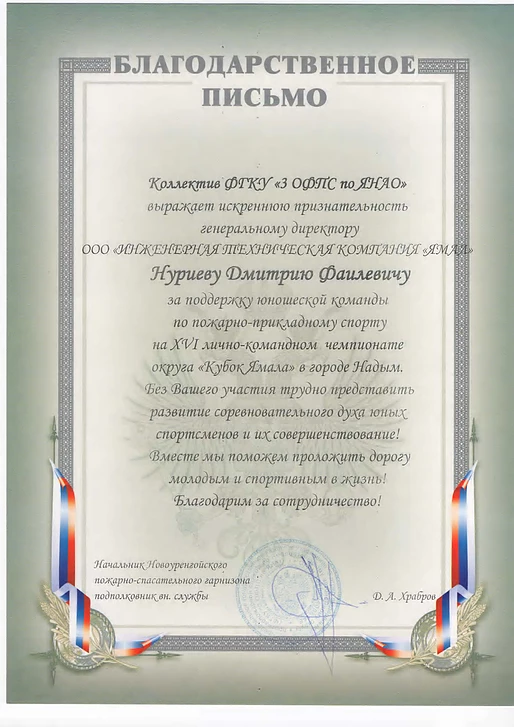 БЛАГОДАРСТВЕННОЕ
ПИСЬМО
Коллектив ФГКУ «3 ОФПС по ЯНАО»
выражает искреннюю признательность
генеральному директору
ООО «ИНЖЕНЕРНАЯ ТЕХНИЧЕСКАЯ КОМПАНИЯ «ЯМАЛ»
Нуриеву Дмитрию Фаилевичу
за поддержку юношеской команды
по пожарно-прикладному спорту
на XVI лично-командном чемпионате
округа «Кубок Ямала» в городе Надым.
Без Вашего участия трудно представить
развитие соревновательного духа юных
спортсменов и их совершенствование!
Вместе мы поможем проложить дорогу
молодым и спортивным в жизнь!
Благодарим за сотрудничество!
Начальник Новоуренгойского
пожарно-спасательного гарнизона
подполковник вн. службы Д. А. Храбров